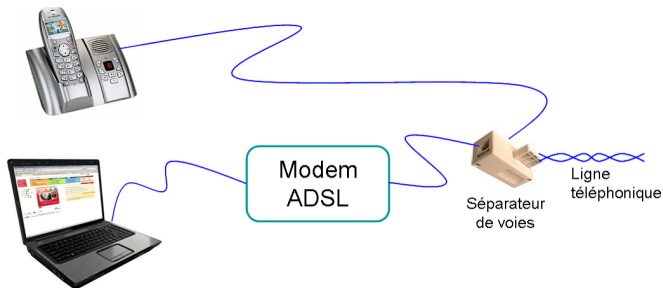 Modem
ADSL
Séparateur
de voies
Ligne
téléphonique